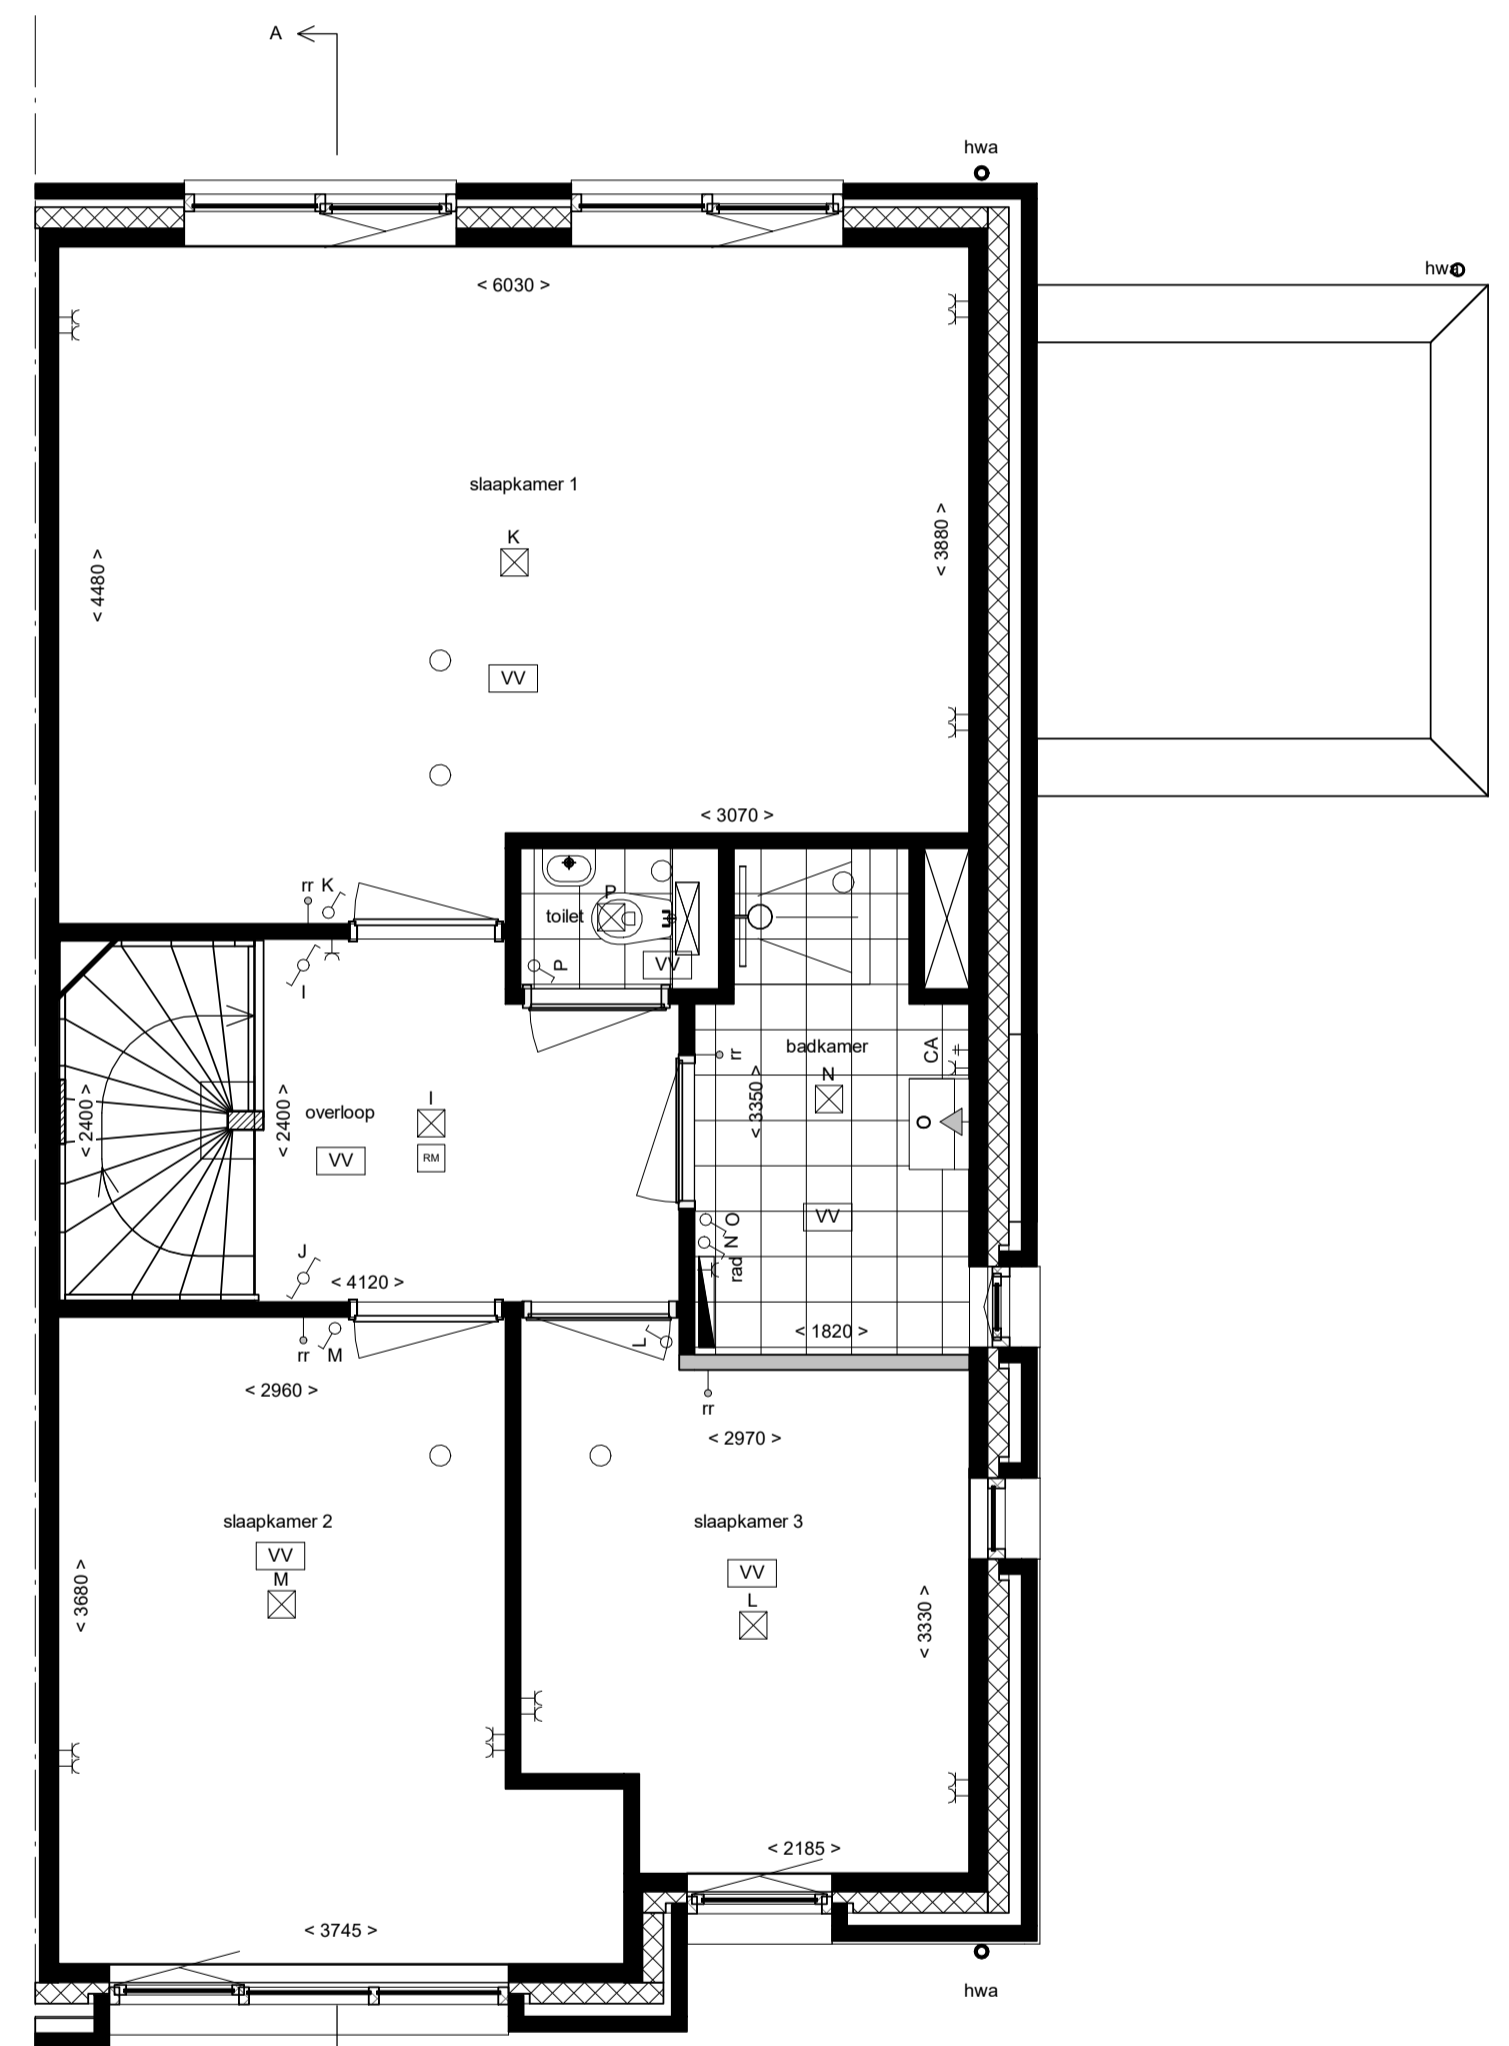 A
hwa
hwa
< 6030 >
slaapkamer 1
K
< 4480 >
< 3880 >
VV
< 3070 >
rr K
P
toilet
VV
P
I
badkamer
rr
CA
N
< 3350 >
I
overloop
< 2400 >
< 2400 >
O
VV
RM
VV
O
N
rad
J
< 4120 >
< 1820 >
rr M
L
< 2960 >
rr
< 2970 >
slaapkamer 2
slaapkamer 3
VV
VV
M
L
< 3680 >
< 3330 >
< 2185 >
< 3745 >
hwa